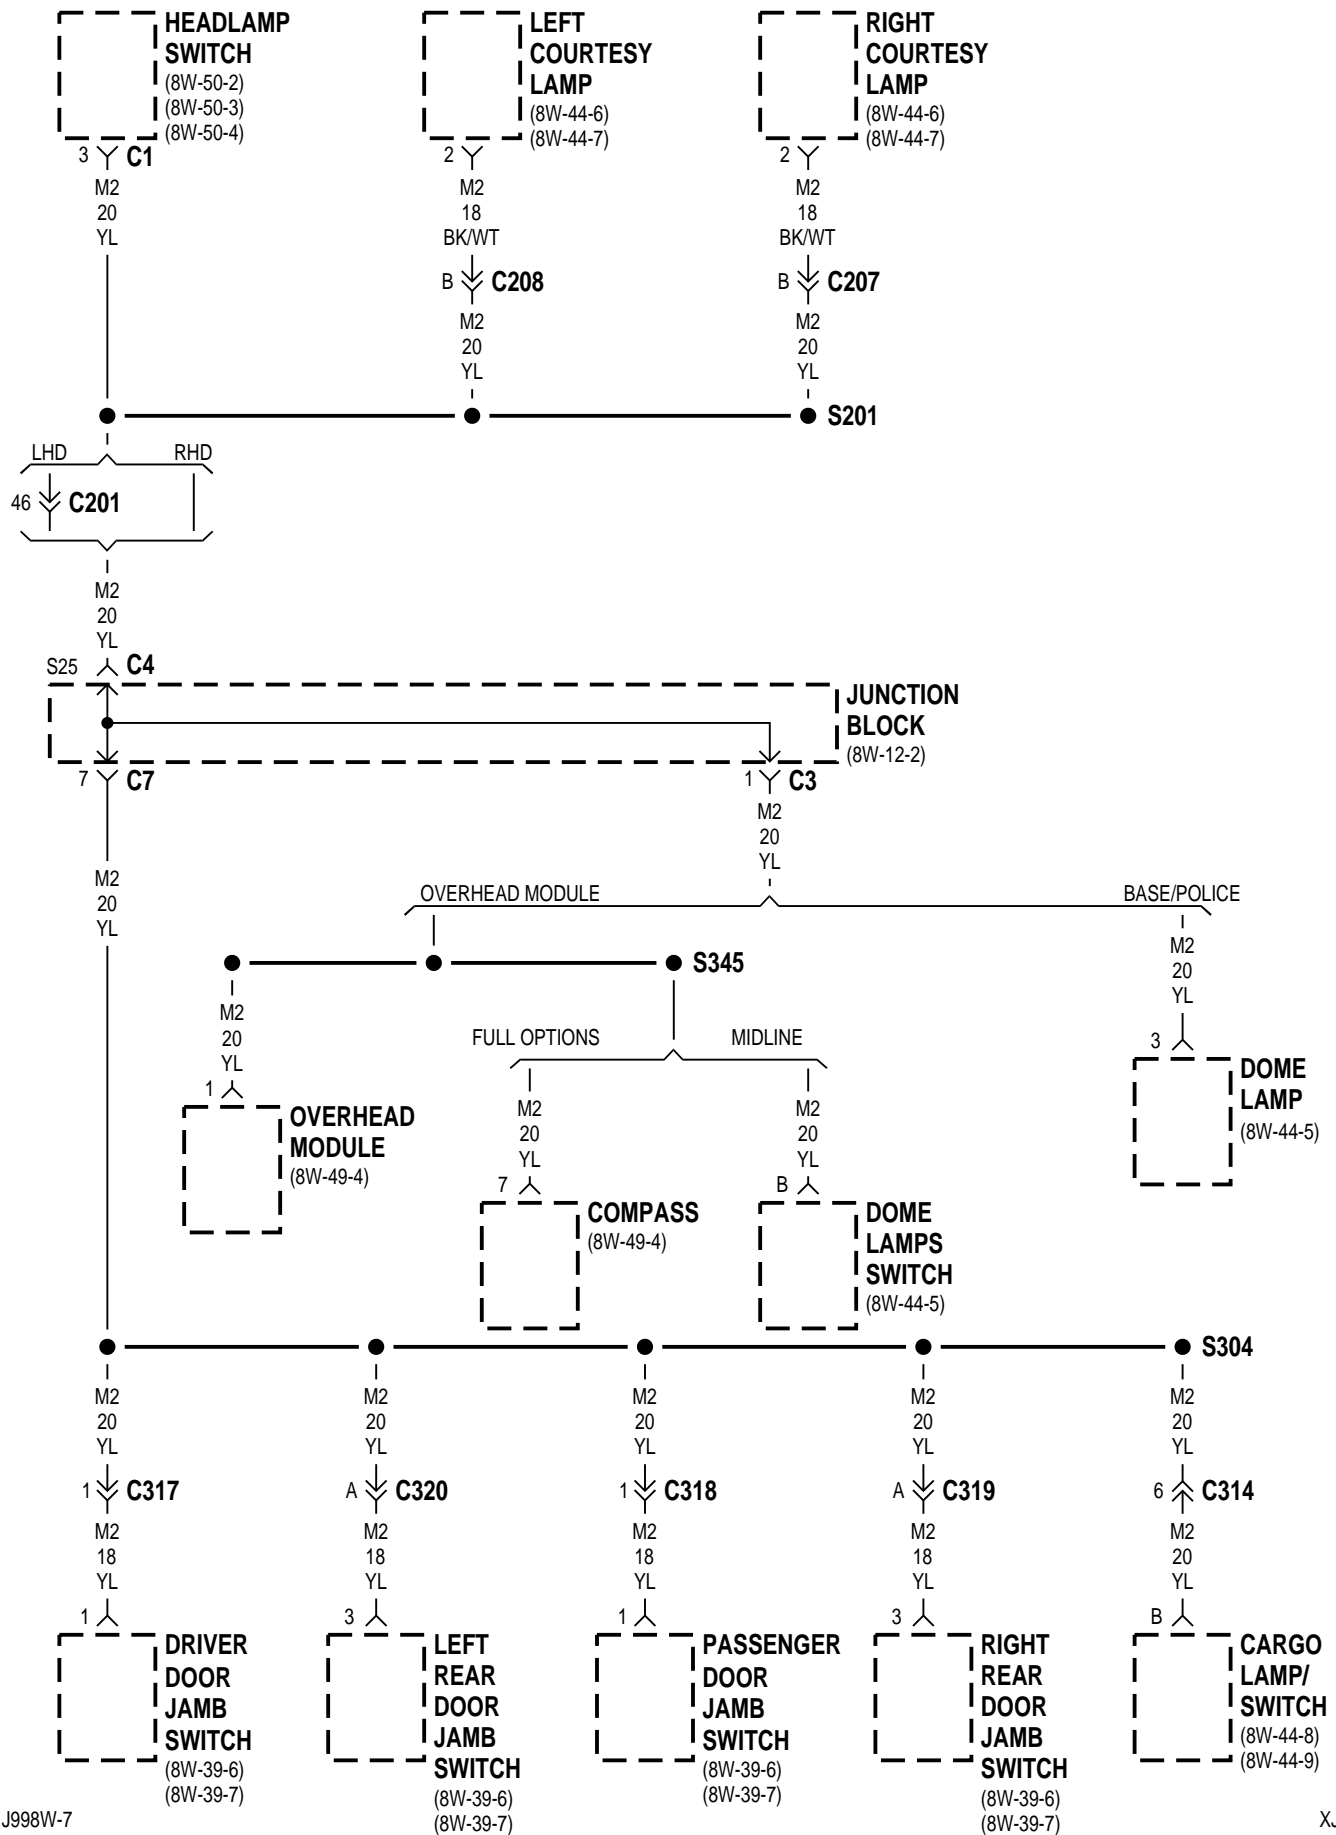 HEADLAMP
SWITCH
(8W-50-2)
(8W-50-3)
(8W-50-4)
3
C1
M2
20
YL
LEFT
COURTESY
LAMP
(8W-44-6)
(8W-44-7)
2
M2
18
BK/WT
B
C208
M2
20
YL
RIGHT
COURTESY
LAMP
(8W-44-6)
(8W-44-7)
2
M2
18
BK/WT
B
C207
M2
20
YL
S201
LHD
RHD
46
C201
M2
20
YL
S25
C4
JUNCTION
BLOCK
(8W-12-2)
7
C7
1
C3
M2
20
YL
M2
20
YL
OVERHEAD MODULE
BASE/POLICE
S345
M2
20
YL
1
OVERHEAD
MODULE
(8W-49-4)
FULL OPTIONS
MIDLINE
M2
20
YL
7
COMPASS
(8W-49-4)
M2
20
YL
B
DOME
LAMPS
SWITCH
(8W-44-5)
M2
20
YL
3
DOME
LAMP
(8W-44-5)
S304
M2
20
YL
1
C317
M2
18
YL
1
DRIVER
DOOR
JAMB
SWITCH
(8W-39-6)
(8W-39-7)
M2
20
YL
A
C320
M2
18
YL
3
LEFT
REAR
DOOR
JAMB
SWITCH
(8W-39-6)
(8W-39-7)
M2
20
YL
1
C318
M2
18
YL
1
PASSENGER
DOOR
JAMB
SWITCH
(8W-39-6)
(8W-39-7)
M2
20
YL
A
C319
M2
18
YL
3
RIGHT
REAR
DOOR
JAMB
SWITCH
(8W-39-6)
(8W-39-7)
M2
20
YL
6
C314
M2
20
YL
B
CARGO
LAMP/
SWITCH
(8W-44-8)
(8W-44-9)
J998W-7
XJ